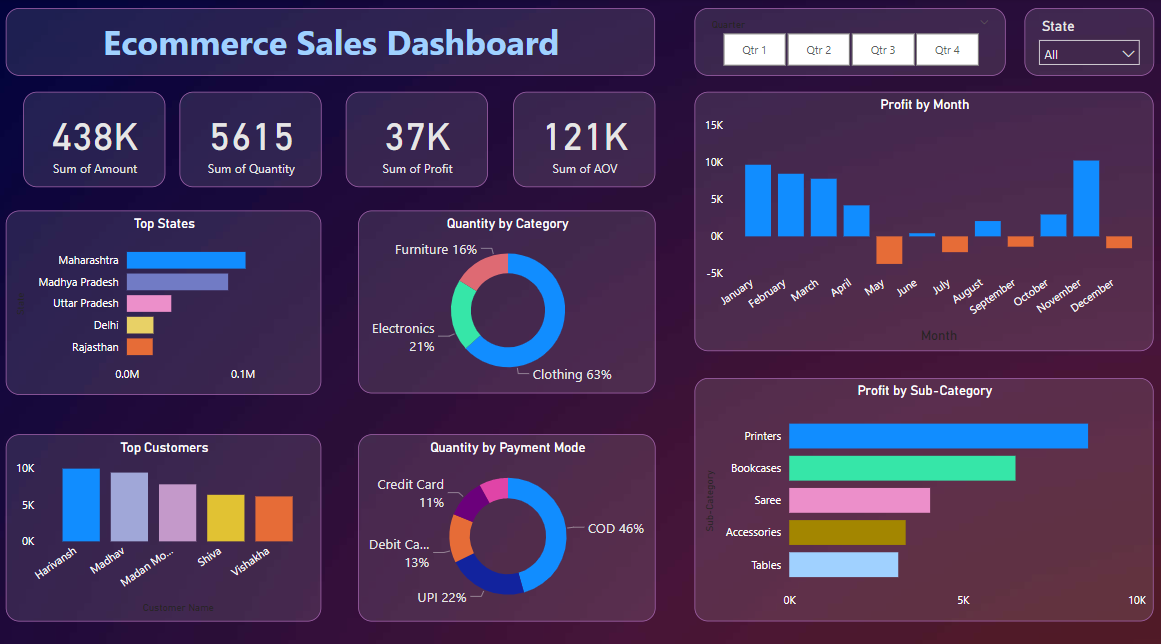 Ecommerce Sales Dashboard
Quarter
Qtr 1
Qtr 2
Qtr 3
Qtr 4
State
All
438K
Sum of Amount
5615
Sum of Quantity
37K
Sum of Profit
121K
Sum of AOV
Profit by Month
15K
10K
5K
0K
-5K
January
February
March
April
May
June
July
August
September
October
November
December
Month
Top States
Maharashtra
Madhya Pradesh
Uttar Pradesh
Delhi
Rajasthan
0.0M
0.1M
Quantity by Category
Furniture 16%
Electronics
21%
Clothing 63%
Profit by Sub-Category
Sub-Category
Printers
Bookcases
Saree
Accessories
Tables
0K
5K
10K
Top Customers
10K
5K
0K
Harivansh
Madhav
Madan Mo...
Shiva
Vishakha
Customer Name
Quantity by Payment Mode
Credit Card
11%
Debit Ca...
13%
UPI 22%
COD 46%